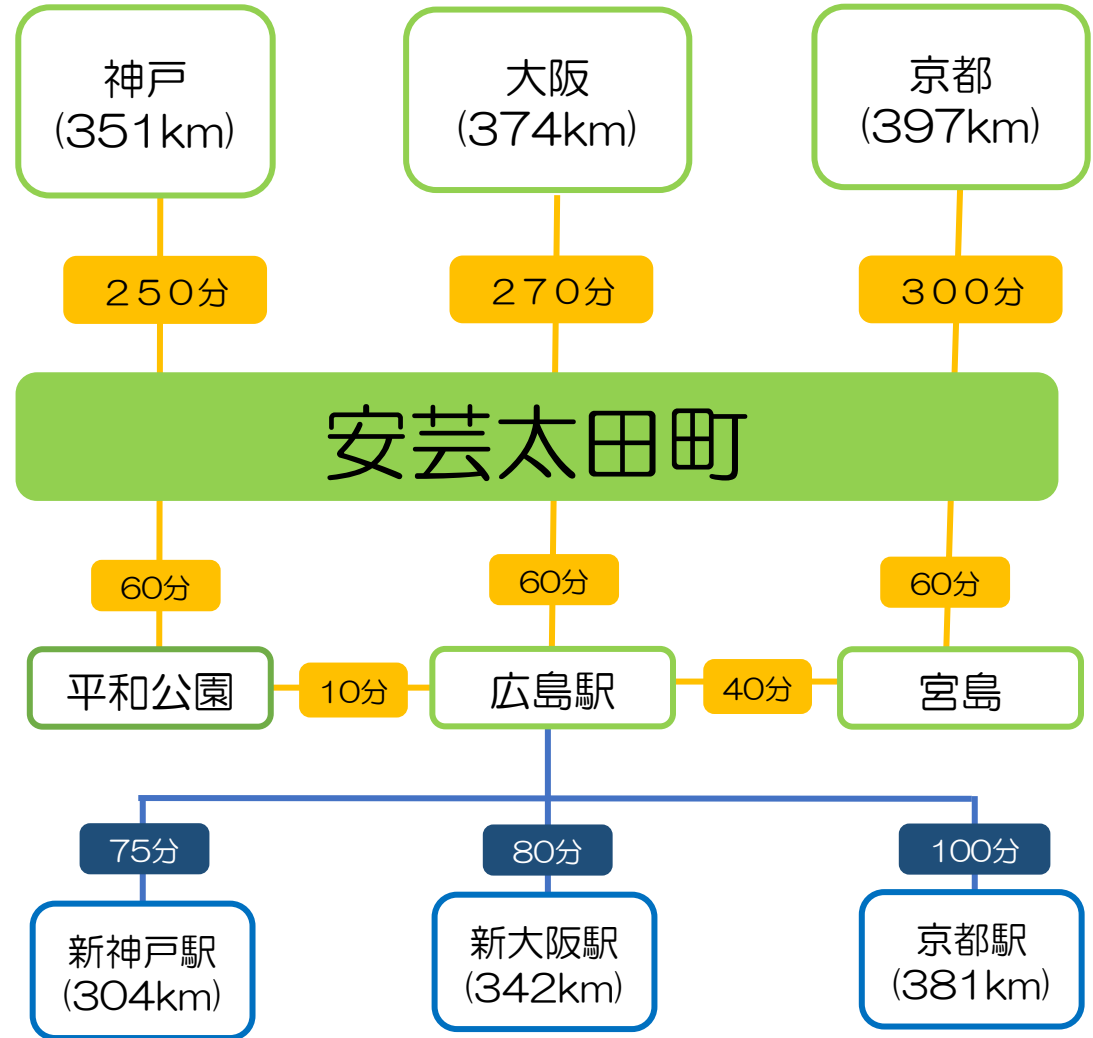 神戸
(351km)
大阪
(374km)
京都
(397km)
２５０分
２７０分
３００分
安芸太田町
60分
60分
60分
平和公園
10分
広島駅
40分
宮島
75分
80分
100分
新神戸駅
(304km)
新大阪駅
(342km)
京都駅
(381km)